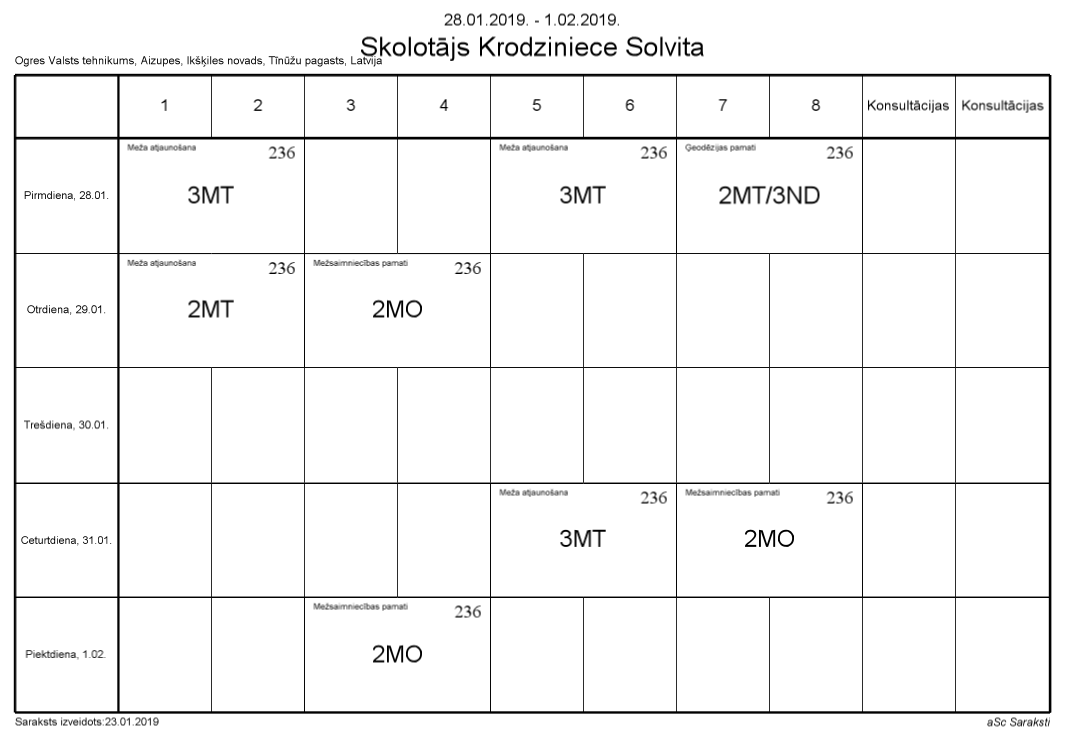 28.01.2019. - 1.02.2019.
Skolotājs Krodziniece Solvita
Ogres Valsts tehnikums, Aizupes, Ikšķiles novads, Tīnūžu pagasts, Latvija
1 2 3 4 5 6 7 8 Konsultācijas Konsultācijas
Meža atjaunošana 236 Meža atjaunošana 236 Ģeodēzijas pamati 236
Pirmdiena, 28.01. 3MT 3MT 2MT/3ND
Meža atjaunošana 236 Mežsaimniecības pamati 236
Otrdiena, 29.01. 2MT 2MO
Trešdiena, 30.01.
Meža atjaunošana 236 Mežsaimniecības pamati 236
Ceturtdiena, 31.01. 3MT 2MO
Mežsaimniecības pamati 236
Piektdiena, 1.02. 2MO
Saraksts izveidots:23.01.2019 aSc Saraksti